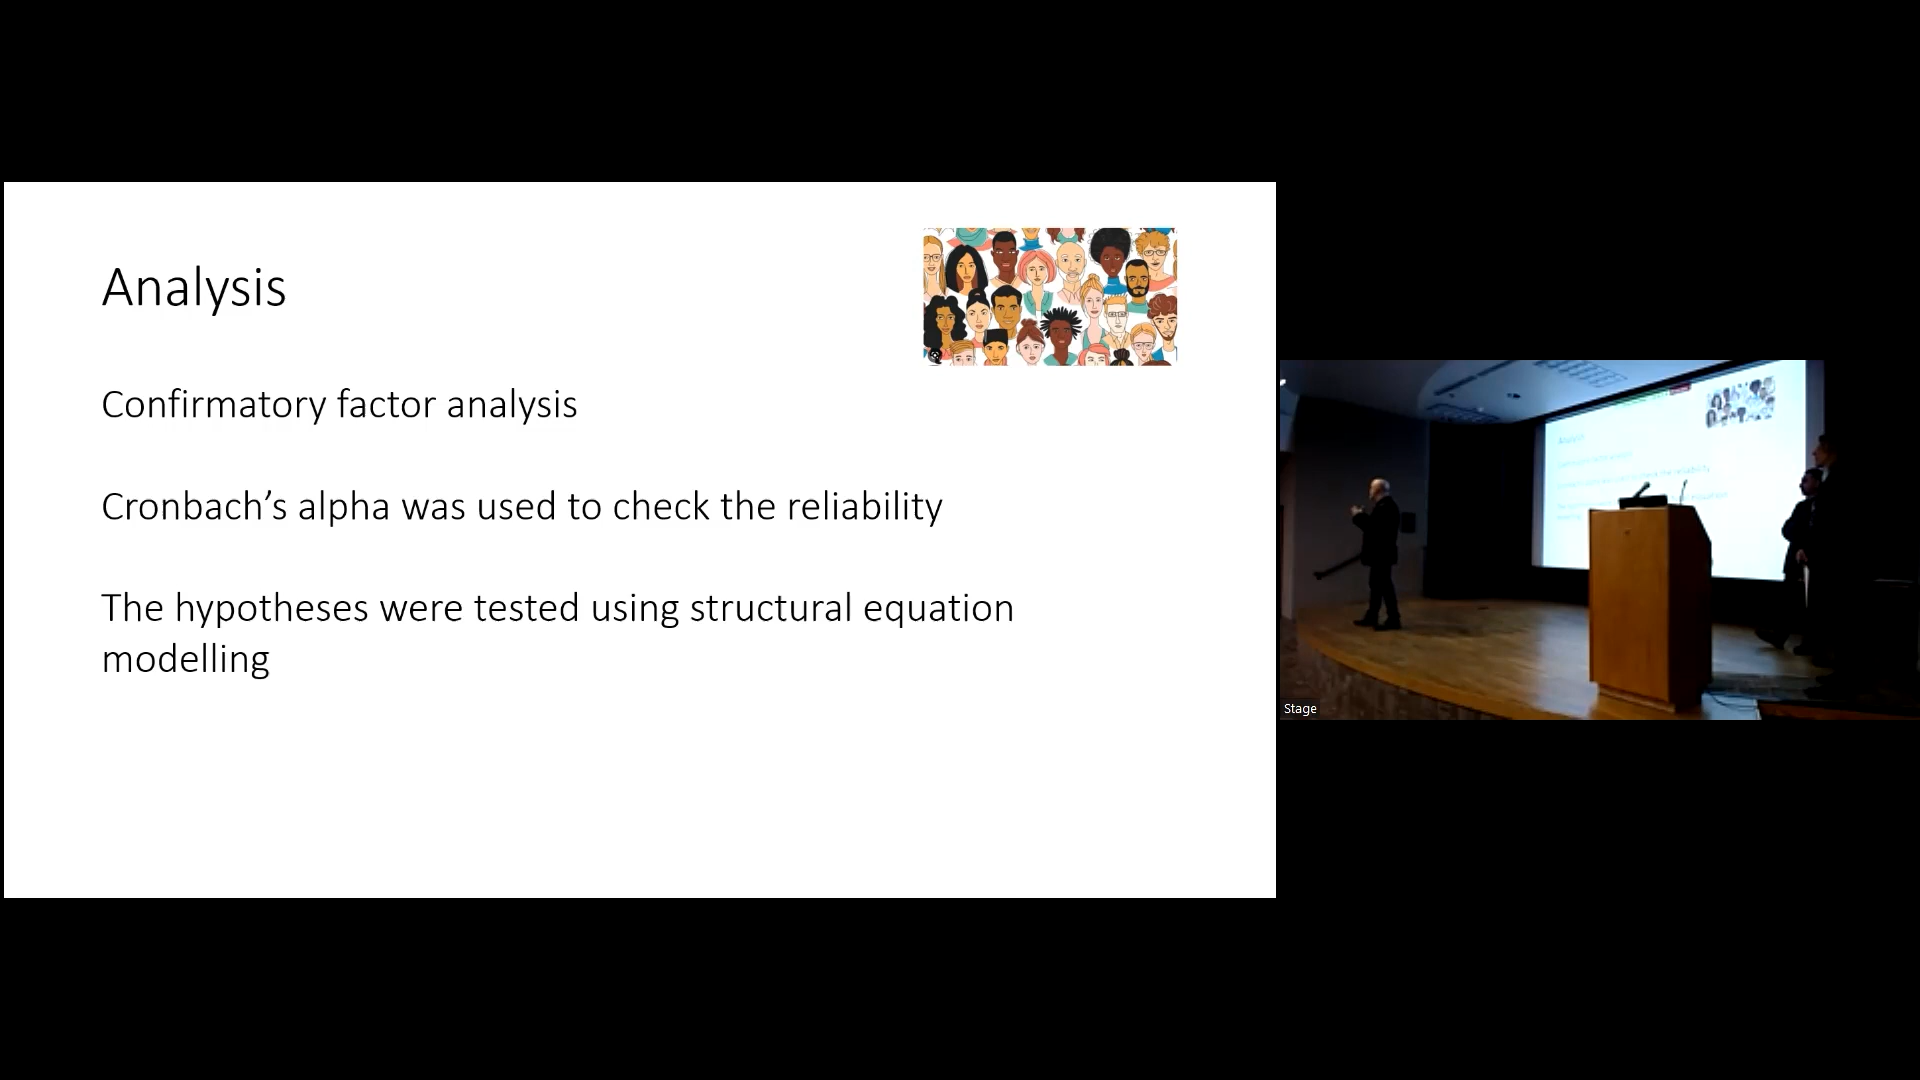 Analysis
Confirmatory factor analysis
Cronbach’s alpha was used to check the reliability
The hypotheses were tested using structural equation
modelling
Stage